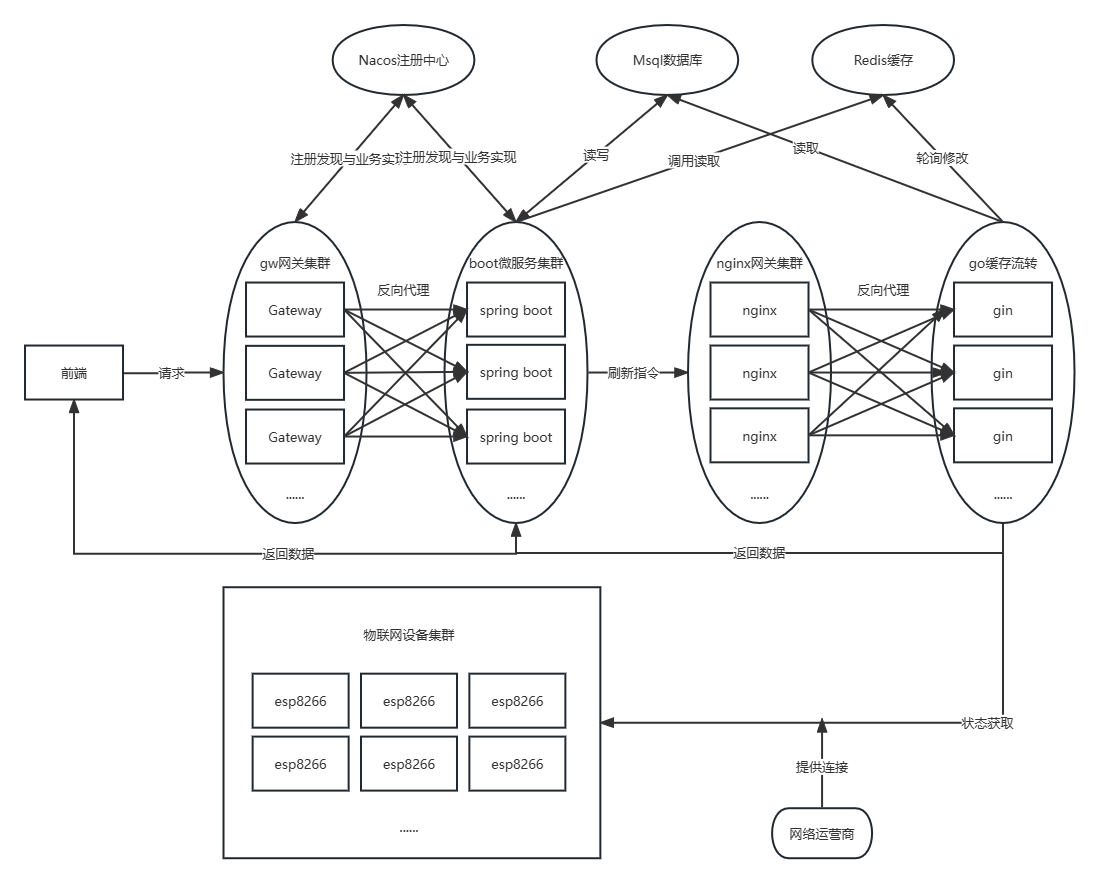 Nacos注册中心
Msql数据库
Redis缓存
注册发现与业务实现
注册发现与业务实现
读写
调用读取
读取
轮询修改
gw网关集群
boot微服务集群
nginx网关集群
go缓存流转
反向代理
反向代理
Gateway
spring boot
nginx
gin
前端
请求
Gateway
spring boot
刷新指令
nginx
gin
Gateway
spring boot
nginx
gin
......
......
......
......
返回数据
返回数据
物联网设备集群
esp8266
esp8266
esp8266
状态获取
esp8266
esp8266
esp8266
提供连接
......
网络运营商